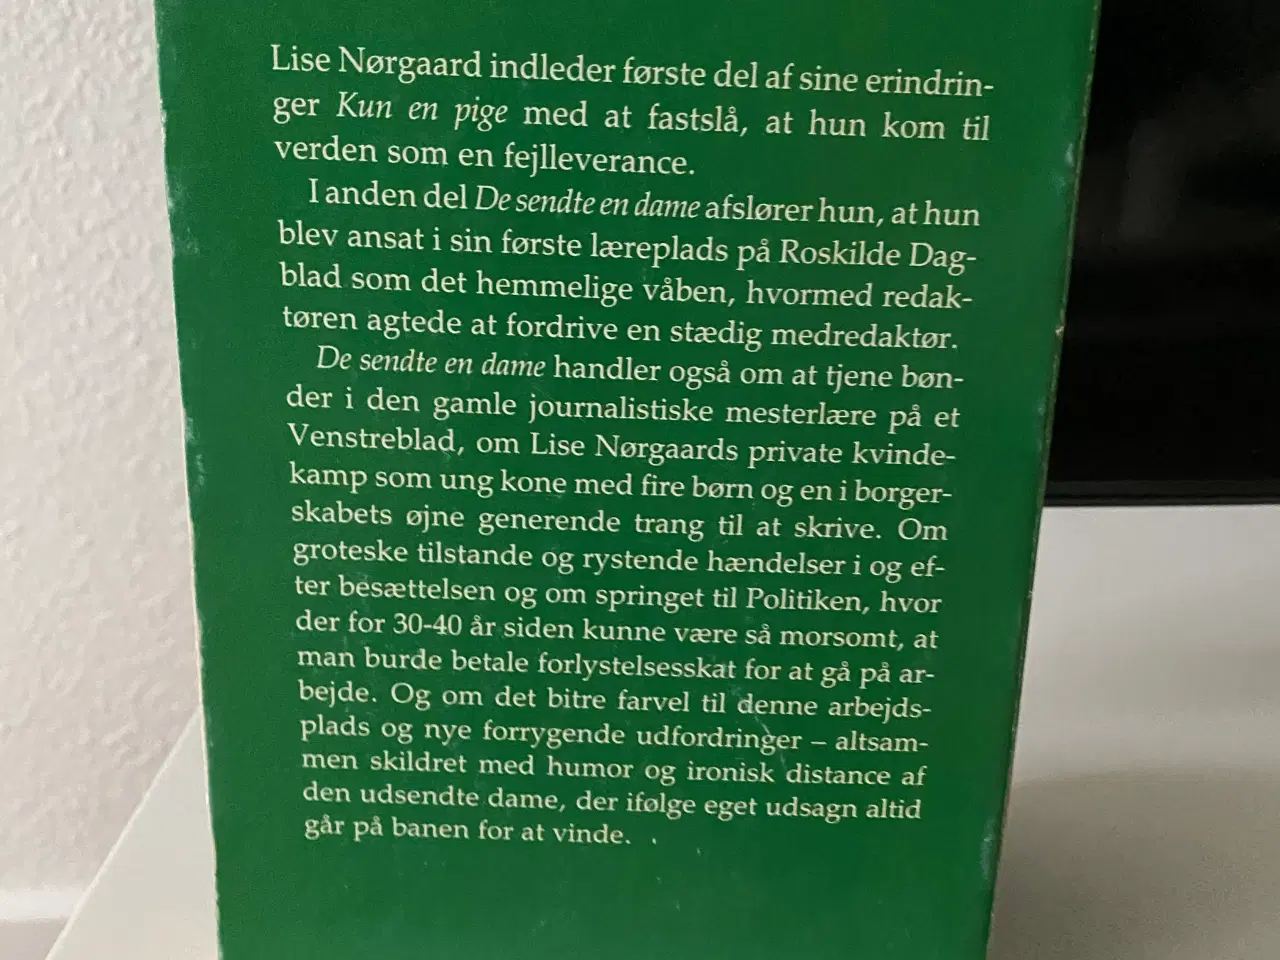 Lise Nørgaard indleder første del af sine erindrin-
ger Kun en pige med at fastslå, at hun kom til
verden som en fejlleverance.
I anden del De sendte en dame afslører hun, at hun
blev ansat i sin første læreplads på Roskilde Dag-
blad som det hemmelige våben, hvormed redak-
tøren agtede at fordrive en stædig medredaktør.
De sendte en dame handler også om at tjene bøn-
der i den gamle journalistiske mesterlære på et
Venstreblad, om Lise Nørgaards private kvinde-
kamp som ung kone med fire børn og en i borger-
skabets øjne generende trang til at skrive. Om
groteske tilstande og rystende hændelser i og ef-
ter besættelsen og om springet til Politiken, hvor
der for 30-40 år siden kunne være så morsomt, at
man burde betale forlystelsesskat for at gå på ar-
bejde. Og om det bitre farvel til denne arbejds-
plads og nye forrygende udfordringer – altsam-
men skildret med humor og ironisk distance af
den udsendte dame, der ifølge eget udsagn altid
går på banen for at vinde.